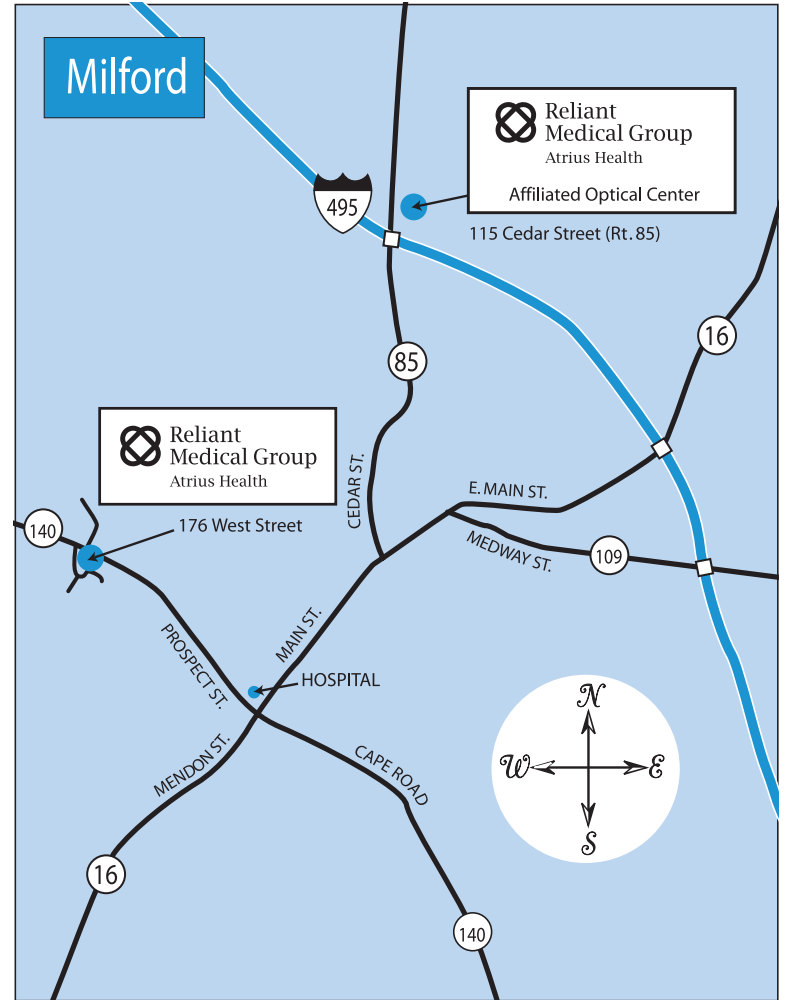 Milford
Reliant
Medical Group
Atrius Health
Affiliated Optical Center
115 Cedar Street (Rt. 85)
495
16
85
Reliant
Medical Group
Atrius Health
176 West Street
140
CEDAR ST.
E. MAIN ST.
MEDWAY ST.
109
MAIN ST.
PROSPECT ST.
HOSPITAL
MENDON ST.
CAPE ROAD
N
W
E
S
16
140